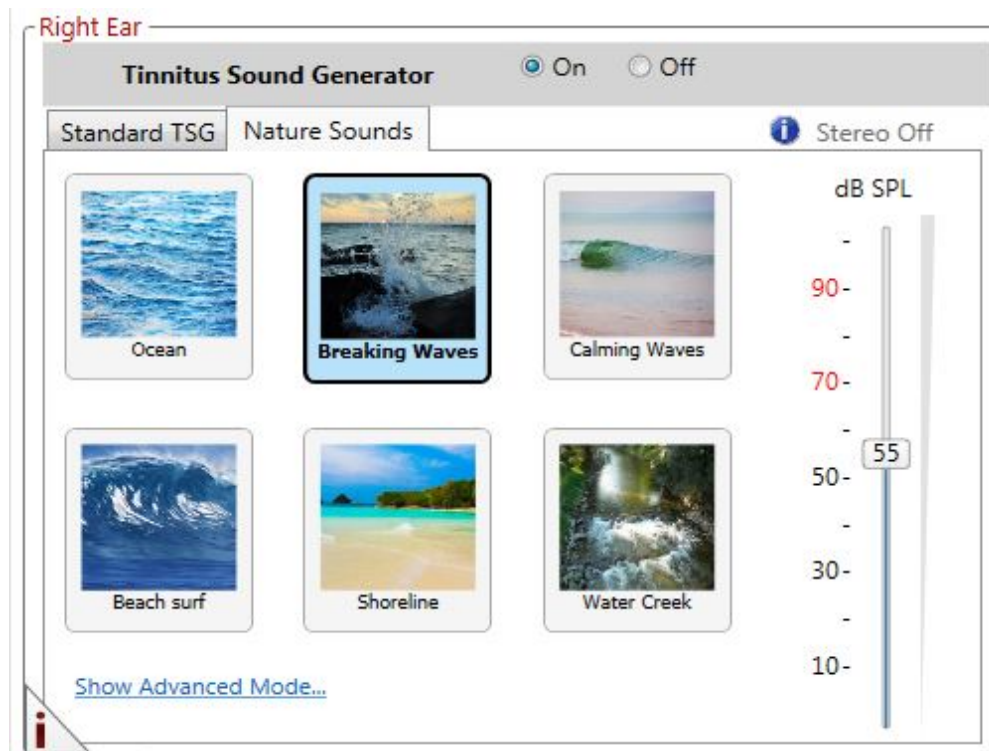 Right Ear
Tinnitus Sound Generator On Off
Standard TSG Nature Sounds Stereo Off
dB SPL
Ocean Breaking Waves Calming Waves
90-
70-
55
50-
30-
10-
Beach surf Shoreline Water Creek
Show Advanced Mode...